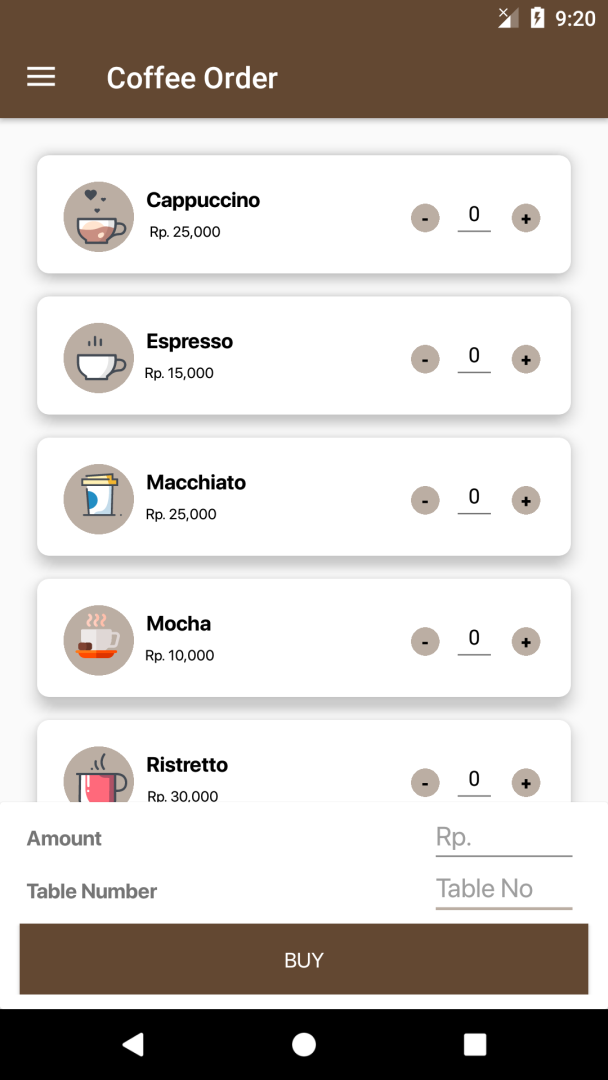 9:20
Coffee Order
Cappuccino
Rp. 25,000
- 0 +
Espresso
Rp. 15,000
- 0 +
Macchiato
Rp. 25,000
- 0 +
Mocha
Rp. 10,000
- 0 +
Ristretto
Rp. 30,000
- 0 +
Amount Rp.
Table Number Table No
BUY